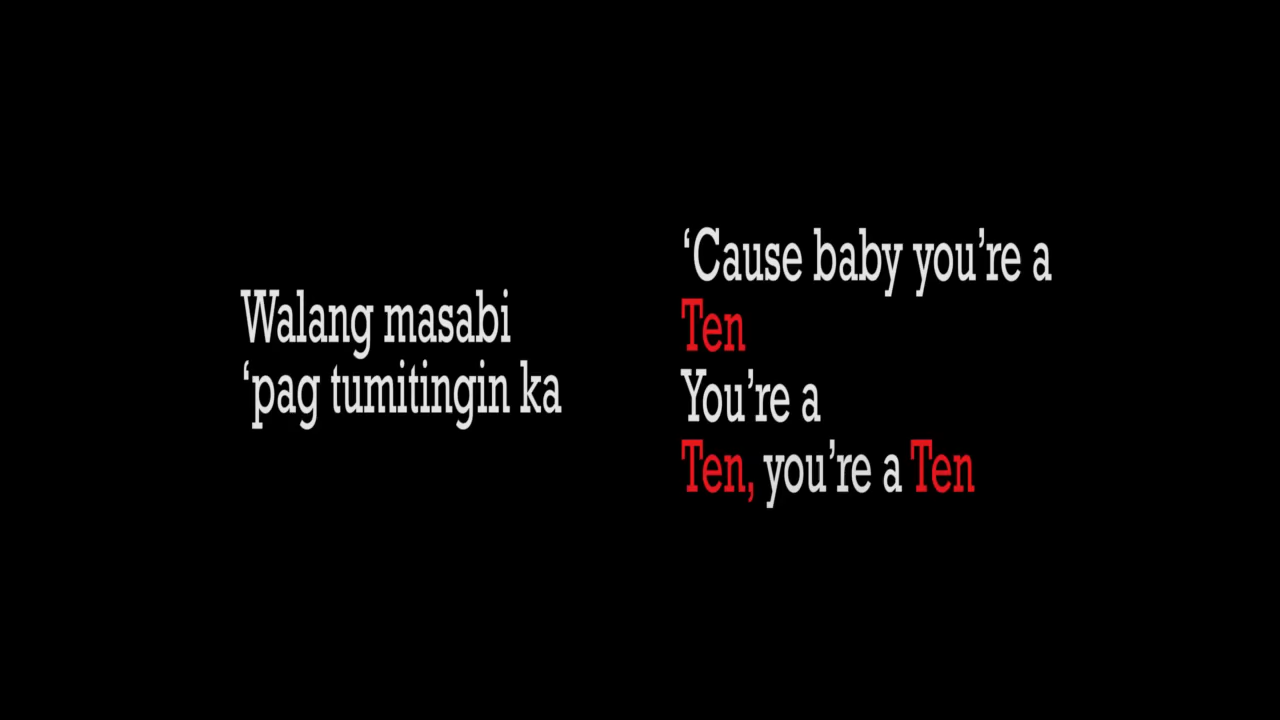 Walang masabi
‘pag tumitingin ka
‘Cause baby you’re a
Ten
You’re a
Ten, you’re a Ten